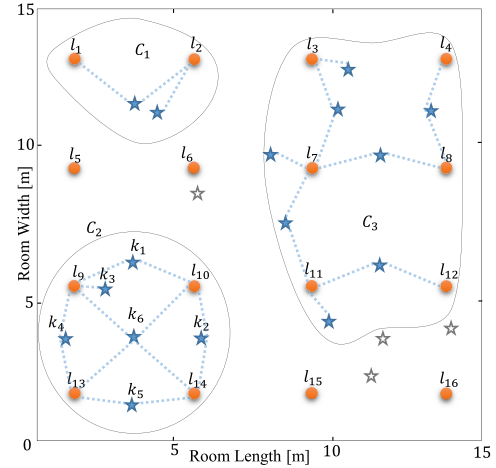 15
l₁ l₂ l₃ l₄
C₁
10
l₅ l₆ l₇ l₈
Room Width [m]
C₂ C₃
k₁
l₉ k₃ l₁₀ l₁₁ l₁₂
5
k₄ k₆ k₂
l₁₃ k₅ l₁₄ l₁₅ l₁₆
0 5 10 15
Room Length [m]